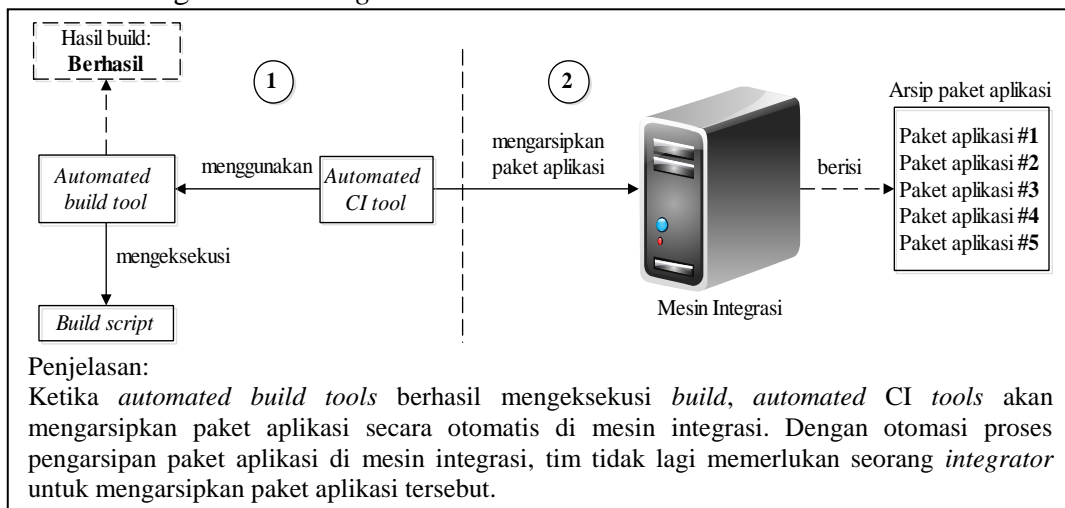 Hasil build:
Berhasil
1
2
Arsip paket aplikasi
mengarsipkan
paket aplikasi
Paket aplikasi #1
Paket aplikasi #2
Paket aplikasi #3
Paket aplikasi #4
Paket aplikasi #5
menggunakan
berisi
Automated
build tool
Automated
CI tool
mengeksekusi
Mesin Integrasi
Build script
Penjelasan:
Ketika automated build tools berhasil mengeksekusi build, automated CI tools akan
mengarsipkan paket aplikasi secara otomatis di mesin integrasi. Dengan otomasi proses
pengarsipan paket aplikasi di mesin integrasi, tim tidak lagi memerlukan seorang integrator
untuk mengarsipkan paket aplikasi tersebut.